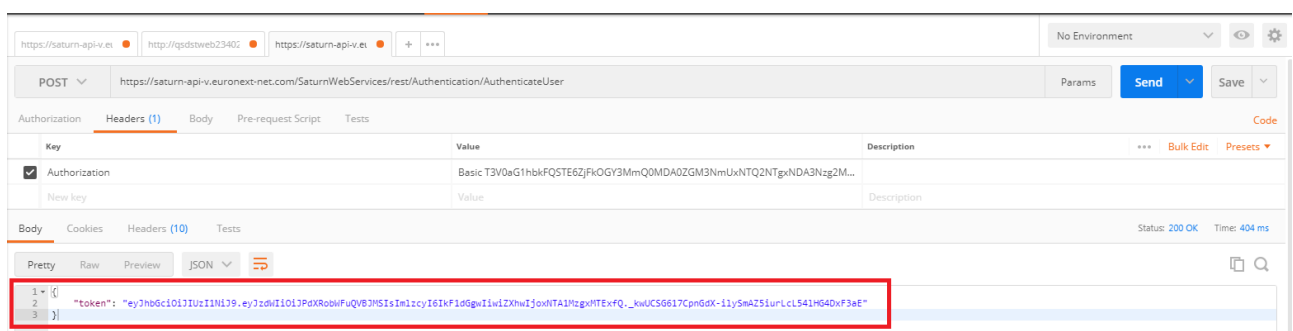 https://saturn-api-v.eu http://qsdstweb23402 https://saturn-api-v.eu + ••• No Environment
POST https://saturn-api-v.euronext-net.com/SaturnWebServices/rest/Authentication/AuthenticateUser Params Send Save
Authorization Headers (1) Body Pre-request Script Tests Code
Key Value Description ••• Bulk Edit Presets
Authorization Basic T3V0aG1hbkFQSTE6ZjFkOGY3MmQ0MDA0ZGM3NmUxNTQ2NTgxNDA3Nzg2M...
New key Value Description
Body Cookies Headers (10) Tests Status: 200 OK Time: 404 ms
Pretty Raw Preview JSON
1 {
2 "token": "eyJhbGciOiJIUzI1NiJ9.eyJzdWIiOiJPdXRobWFuQVBJMSIsImlzcyI6IkF1dGgwIiwiZXhwIjoxNTA1MzgxMTExfQ._kwUCSG617CpnGdX-ilySmAZ5iurLcL541HG4DxF3aE"
3 }